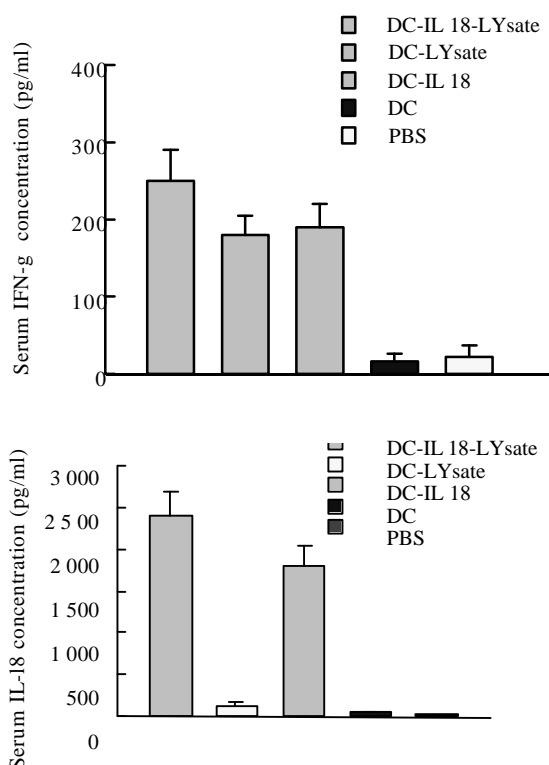 DC-IL 18-LYsate
DC-LYsate
DC-IL 18
DC
PBS
Serum IFN-g concentration (pg/ml)
400
300
200
100
0
DC-IL 18-LYsate
DC-LYsate
DC-IL 18
DC
PBS
Serum IL-18 concentration (pg/ml)
3 000
2 500
2 000
1 500
1 000
500
0